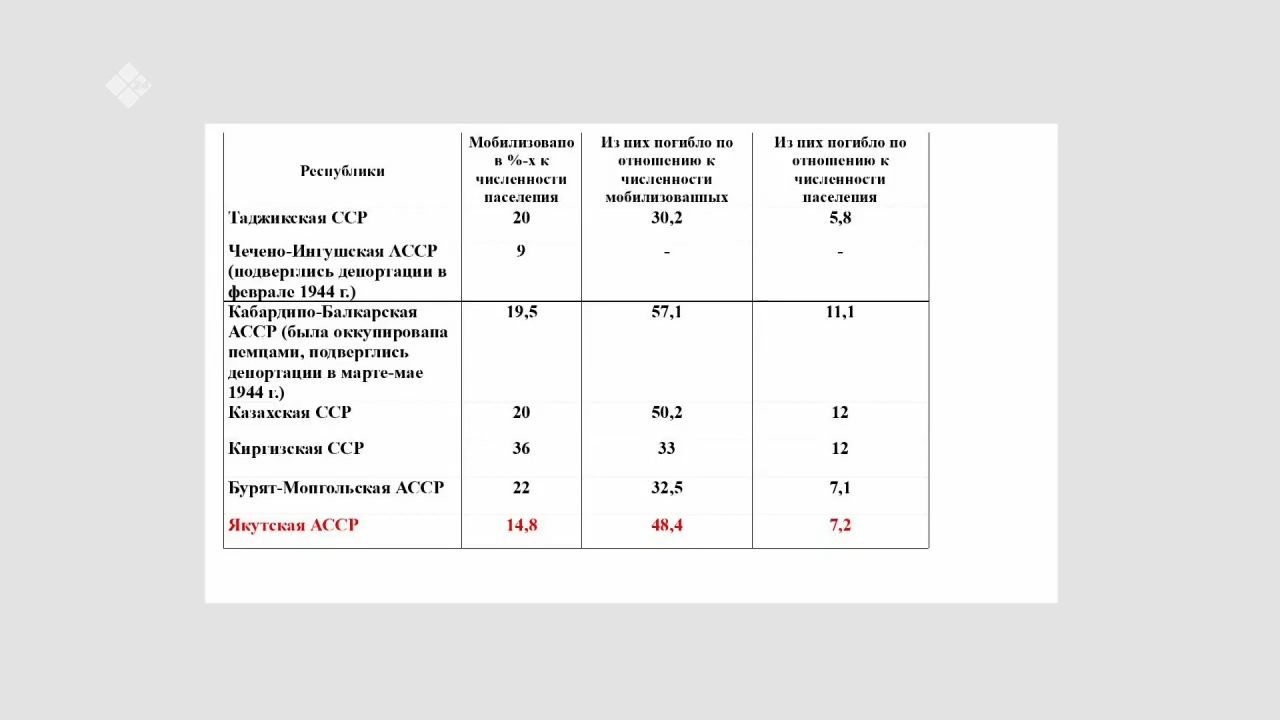 Республики
Мобилизовано
в %-х к
численности
населения
Из них погибло по
отношению к
численности
мобилизованных
Из них погибло по
отношению к
численности
населения
Таджикская ССР 20 30,2 5,8
Чечено-Ингушская АССР 9 - -
(подверглись депортации в
феврале 1944 г.)
Кабардино-Балкарская 19,5 57,1 11,1
АССР (была оккупирована
немцами, подверглись
депортации в марте-мае
1944 г.)
Казахская ССР 20 50,2 12
Киргизская ССР 36 33 12
Бурят-Монгольская АССР 22 32,5 7,1
Якутская АССР 14,8 48,4 7,2